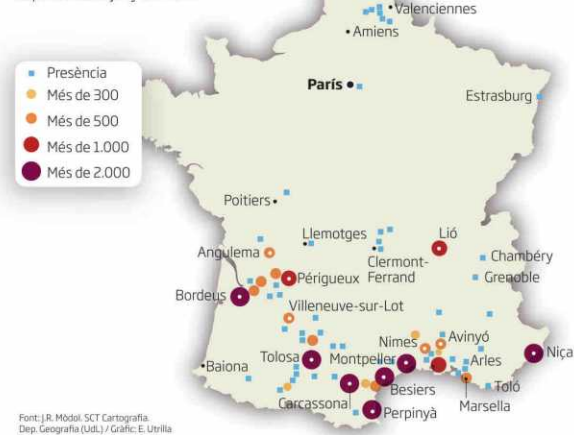 Valenciennes
Amiens
París
Estrasburg
Presència
Més de 300
Més de 500
Més de 1.000
Més de 2.000
Poitiers
Llemotges
Lió
Angulema
Clermont-
Ferrand
Chambéry
Grenoble
Périgueux
Bordeus
Villeneuve-sur-Lot
Nimes
Avinyó
Niça
Baiona
Tolosa
Montpeller
Arles
Besiers
Toló
Carcassona
Marsella
Perpinyà
Font: J.R. Mòdol. SCT Cartografia.
Dep. Geografia (UdL) / Gràfic: E. Utrilla